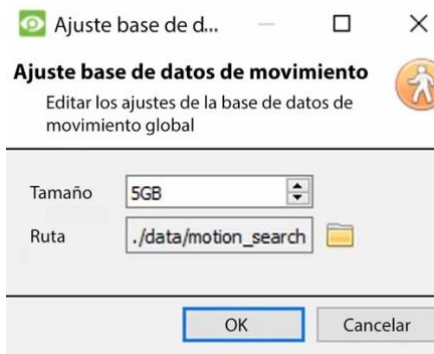 Ajuste base de d...
Ajuste base de datos de movimiento
Editar los ajustes de la base de datos de
movimiento global
Tamaño 5GB
Ruta ./data/motion_search
OK Cancelar